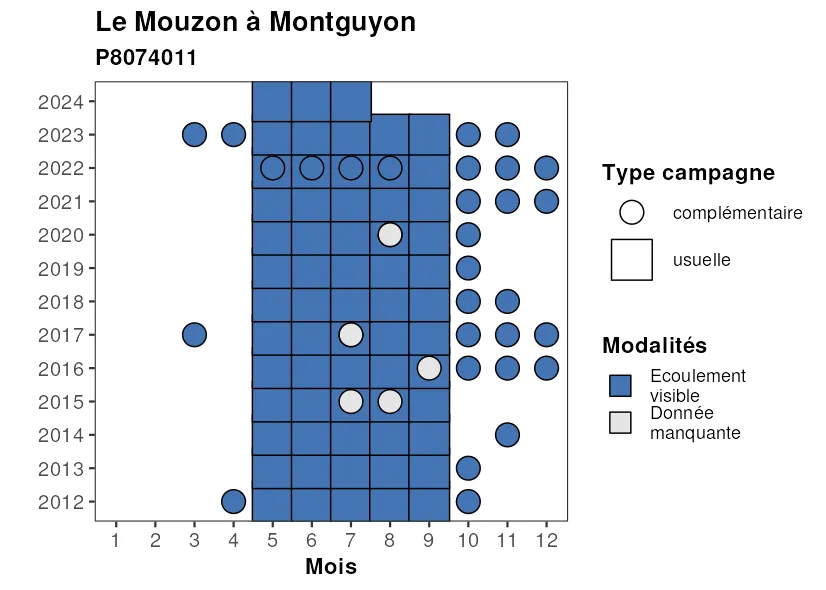 Le Mouzon à Montguyon
P8074011
2024
2023
2022
2021
2020
2019
2018
2017
2016
2015
2014
2013
2012
1 2 3 4 5 6 7 8 9 10 11 12
Mois
Type campagne
complémentaire
usuelle
Modalités
Ecoulement
visible
Donnée
manquante